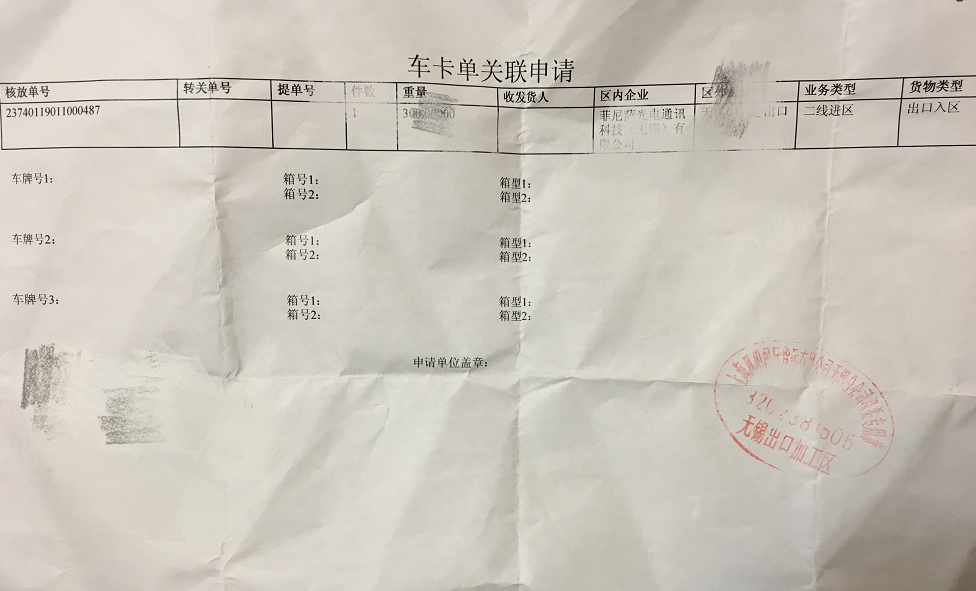 车卡单关联申请
核放单号 转关单号 提单号 件数 重量 收发货人 区内企业 区 业务类型 货物类型
23740119011000487 1 菲尼萨光电通讯 出口 二线进区 出口入区
科技（无锡）有
限公司
车牌号1： 箱号1： 箱型1：
箱号2： 箱型2：
车牌号2： 箱号1： 箱型1：
箱号2： 箱型2：
车牌号3： 箱号1： 箱型1：
箱号2： 箱型2：
申请单位盖章：
无锡出口加工区